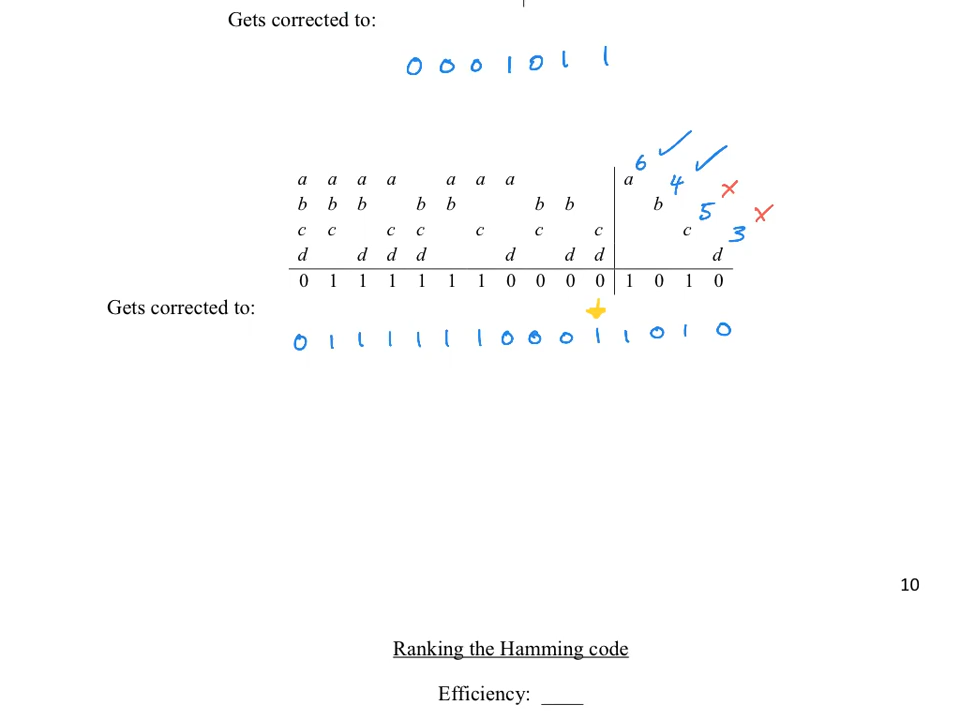 Gets corrected to:
0 0 0 1 0 1 1
a a a a a a a a 6 ✓
b b b b b b b b 4 ✓
c c c c c c c c 5 ✗
d d d d d d d d 3 ✗
0 1 1 1 1 1 1 0 0 0 0 1 0 1 0
Gets corrected to:
0 1 1 1 1 1 1 0 0 0 1 1 0 1 0
10
Ranking the Hamming code
Efficiency: ____